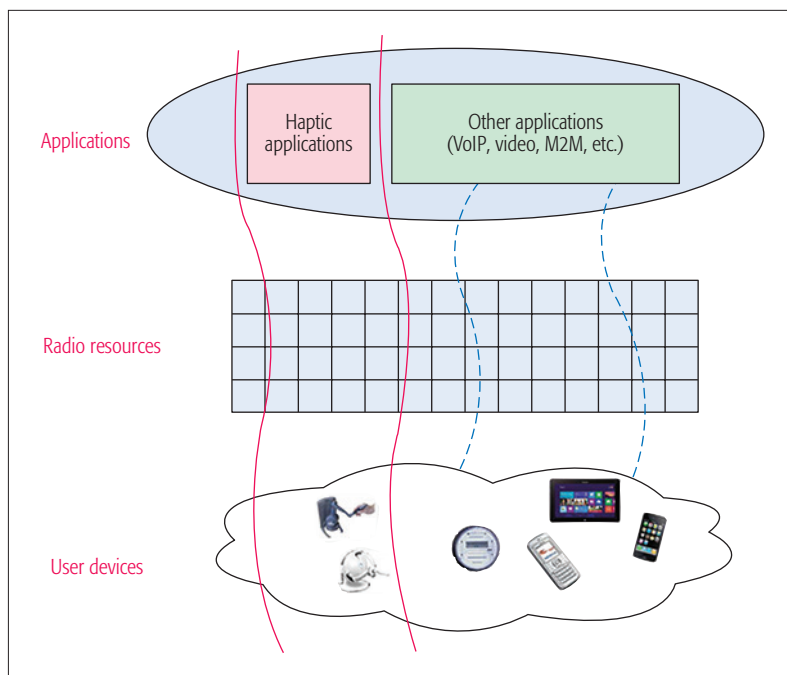 Applications
Haptic
applications
Other applications
(VoIP, video, M2M, etc.)
Radio resources
User devices